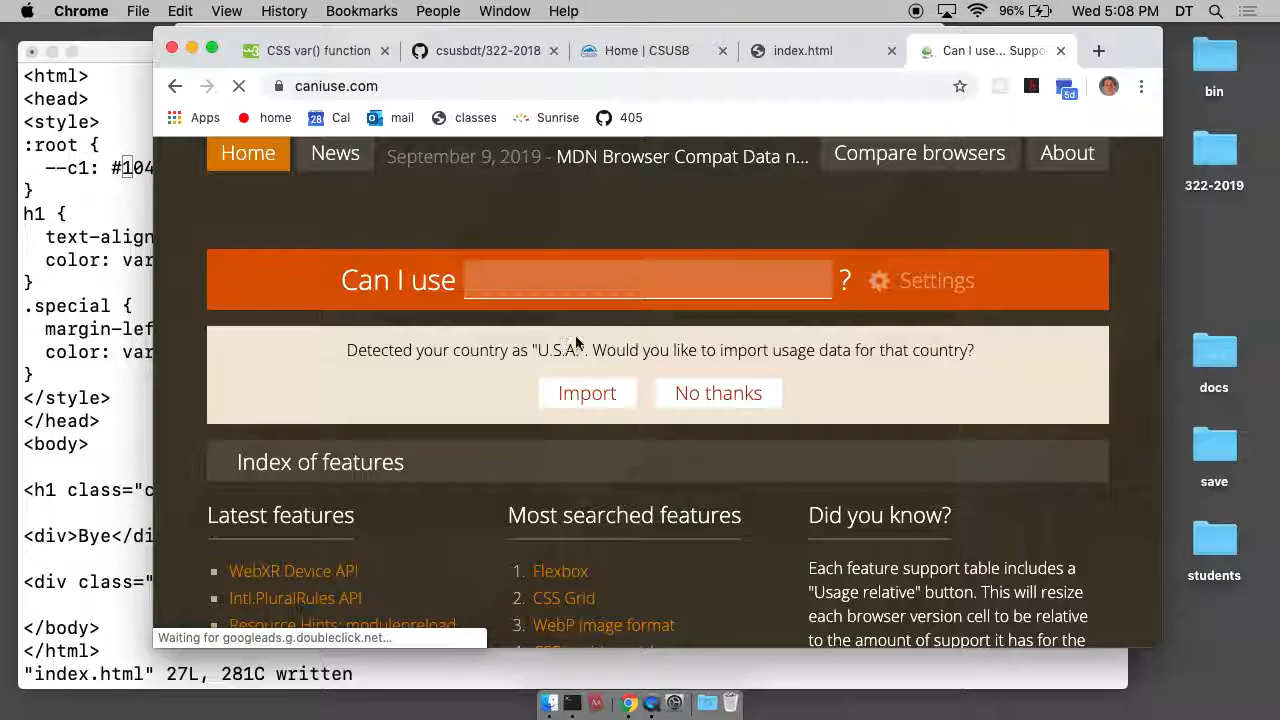 Chrome File Edit View History Bookmarks People Window Help 96% Wed 5:08 PM DT
CSS var() function
csusbdt/322-2018
Home | CSUSB
index.html
Can I use... Suppo
caniuse.com
Apps home 28 Cal mail classes Sunrise 405
5d
<html>
<head>
<style>
:root {
--c1: #104
}
h1 {
text-align
color: var
}
.special {
margin-lef
color: var
}
</style>
</head>
<body>
<h1 class="c
<div>Bye</di
<div class="
</body>
</html>
"index.html" 27L, 281C written
Home News September 9, 2019 - MDN Browser Compat Data n... Compare browsers About
Can I use ? Settings
Detected your country as "U.S.A.". Would you like to import usage data for that country?
Import No thanks
Index of features
Latest features
WebXR Device API
Intl.PluralRules API
Resource Hints: modulepreload
Most searched features
1. Flexbox
2. CSS Grid
3. WebP image format
Did you know?
Each feature support table includes a
"Usage relative" button. This will resize
each browser version cell to be relative
to the amount of support it has for the
Waiting for googleads.g.doubleclick.net...
bin
322-2019
docs
save
students